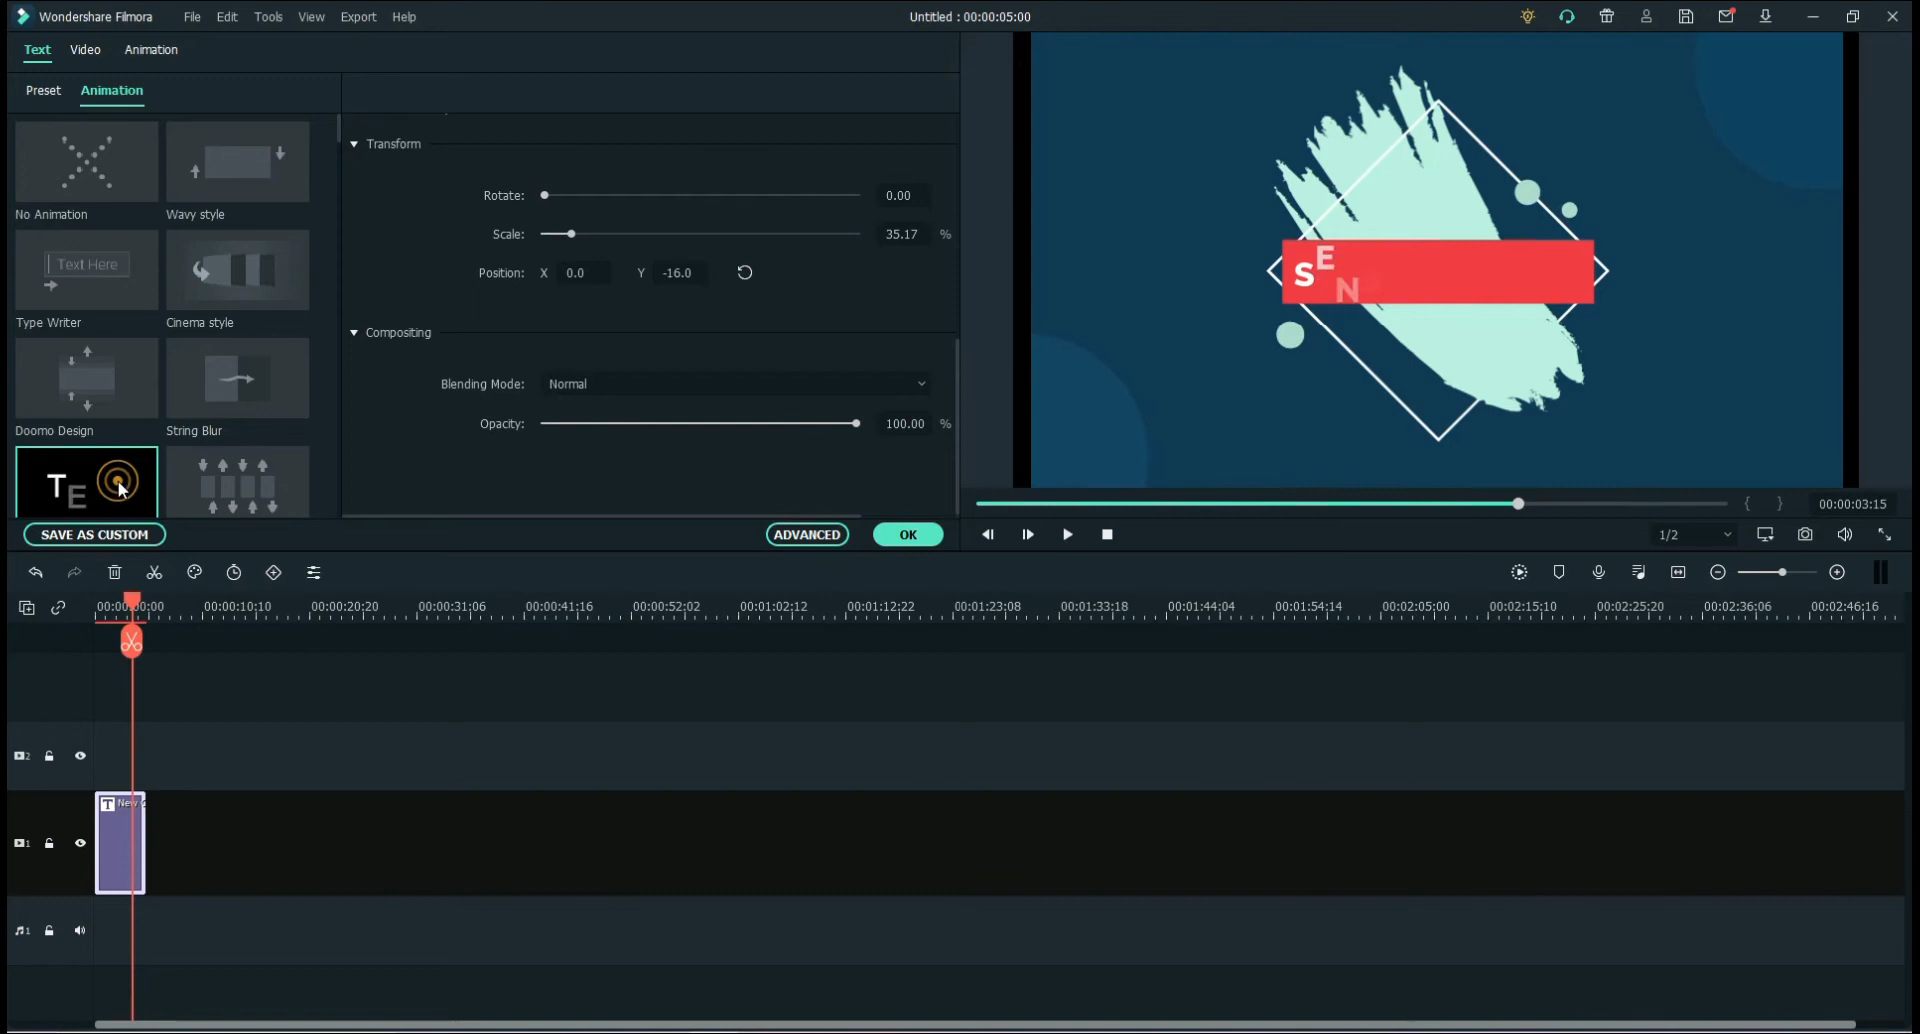 Wondershare Filmora File Edit Tools View Export Help Untitled : 00:00:05:00
Text Video Animation
Preset Animation
No Animation Wavy style
Text Here
Type Writer Cinema style
Doomo Design String Blur
TE
SAVE AS CUSTOM
Transform
Rotate: 0.00
Scale: 35.17 %
Position: X 0.0 Y -16.0
Compositing
Blending Mode: Normal
Opacity: 100.00 %
ADVANCED OK
S E N
{ } 00:00:03:15
1/2
00:00:00:00 00:00:10:10 00:00:20:20 00:00:31:06 00:00:41:16 00:00:52:02 00:01:02:12 00:01:12:22 00:01:23:08 00:01:33:18 00:01:44:04 00:01:54:14 00:02:05:00 00:02:15:10 00:02:25:20 00:02:36:06 00:02:46:16
2
T New
1
1